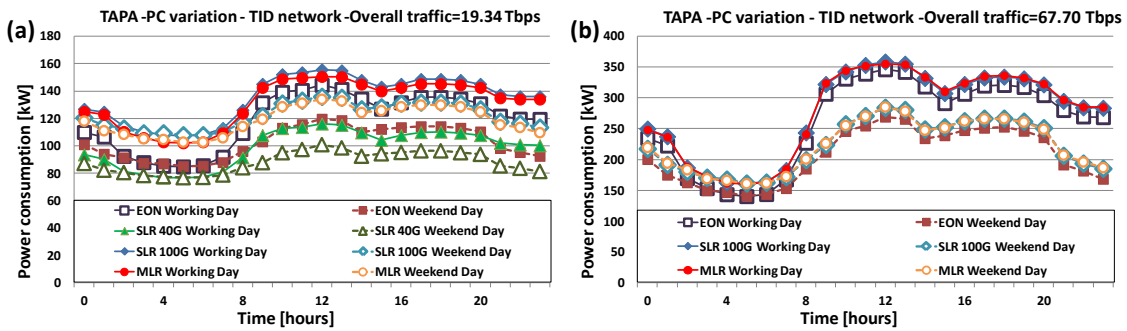 TAPA -PC variation - TID network -Overall traffic=19.34 Tbps
(a)
180
160
140
120
100
80
60
40
20
0
Power consumption [kW]
EON Working Day
EON Weekend Day
SLR 40G Working Day
SLR 40G Weekend Day
SLR 100G Working Day
SLR 100G Weekend Day
MLR Working Day
MLR Weekend Day
0 4 8 12 16 20
Time [hours]
TAPA -PC variation - TID network -Overall traffic=67.70 Tbps
(b)
400
350
300
250
200
150
100
50
0
Power consumption [kW]
EON Working Day
EON Weekend Day
SLR 100G Working Day
SLR 100G Weekend Day
MLR Working Day
MLR Weekend Day
0 4 8 12 16 20
Time [hours]